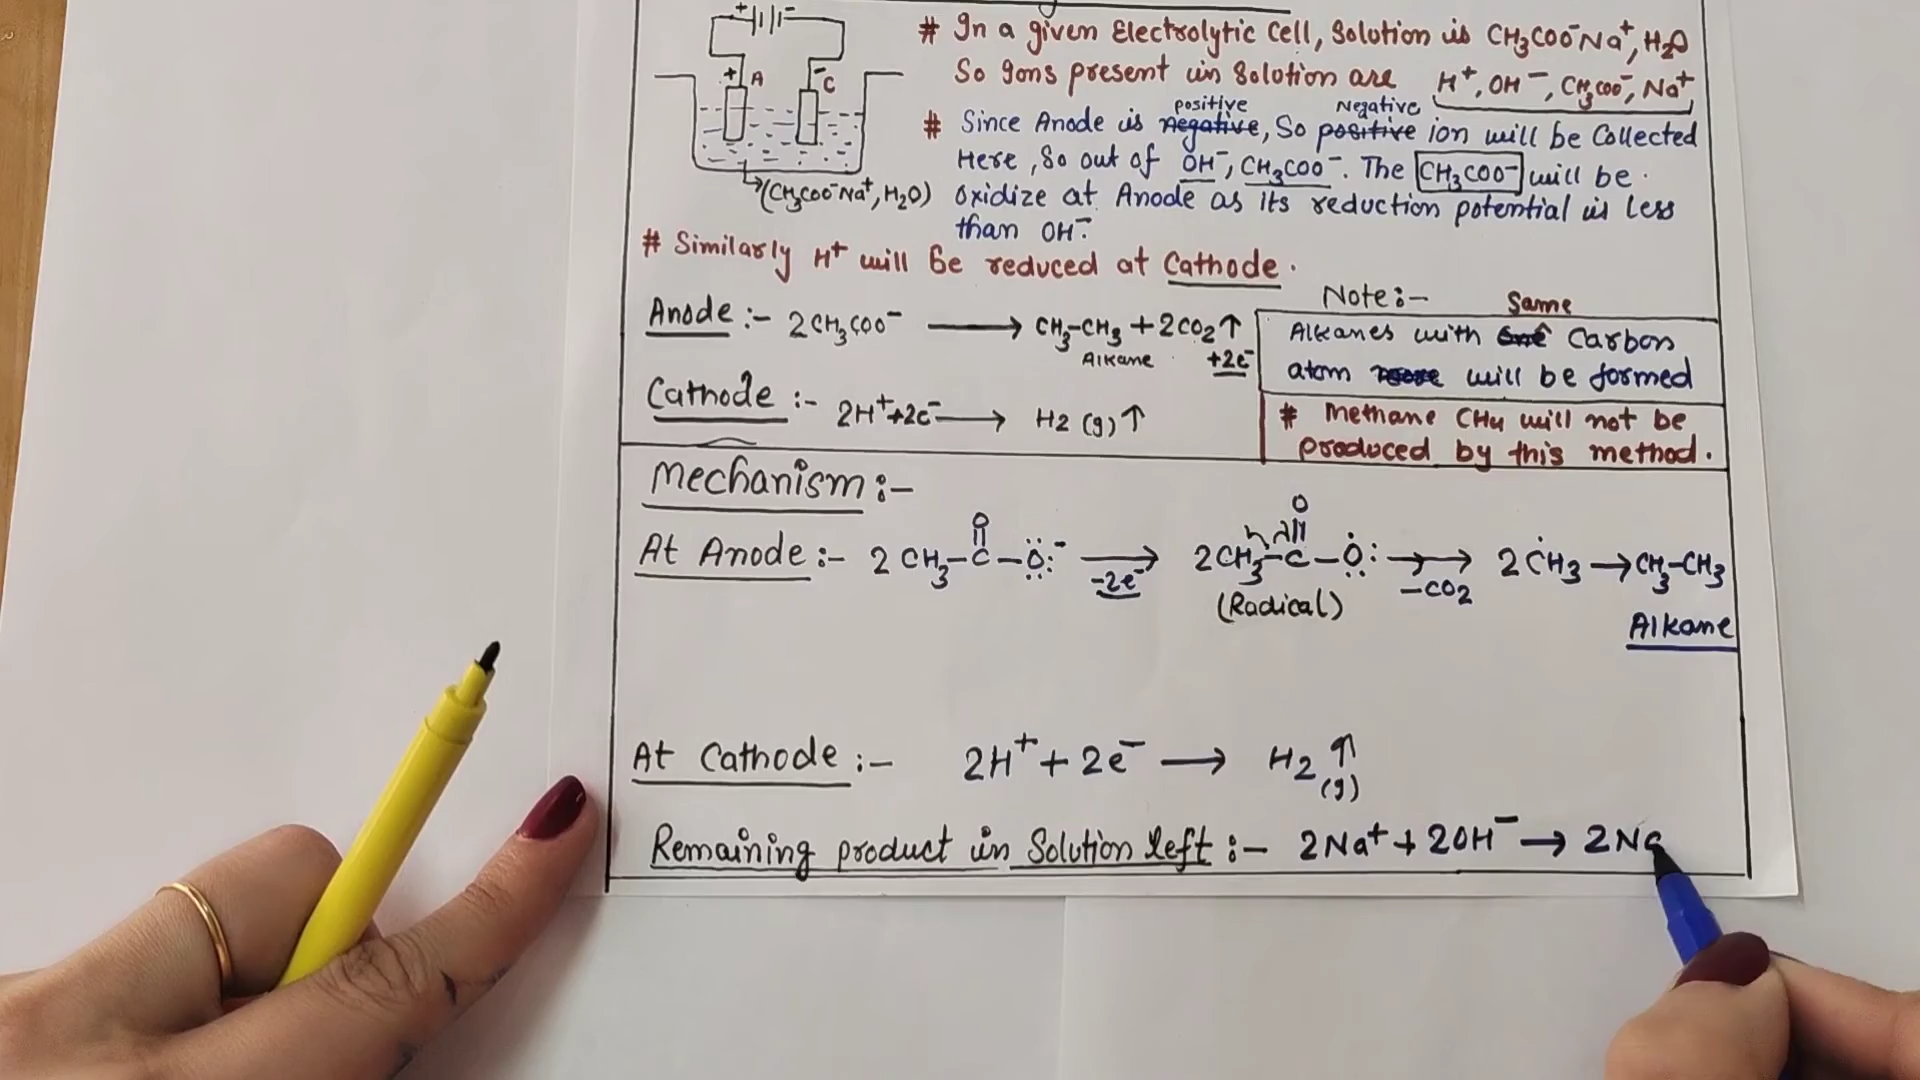 + -
# In a given Electrolytic Cell, Solution is CH3COO-Na+, H2O
So Ions present in Solution are H+, OH-, CH3COO-, Na+
+ A - C
positive Negative
# Since Anode is negative, So positive ion will be Collected
Here, So out of OH-, CH3COO-. The CH3COO- will be
(CH3COO-Na+, H2O) oxidize at Anode as its reduction potential is Less
than OH-.
# Similarly H+ will be reduced at Cathode.
Note:- Same
Anode :- 2CH3COO- → CH3-CH3 + 2CO2↑
Alkane +2e-
Alkanes with Carbon
atom will be formed
Cathode :- 2H++2e- → H2 (g)↑
# Methane CH4 will not be
produced by this method.
Mechanism:-
At Anode:- 2 CH3-C(=O)-Ö:- → -2e- 2CH3-C(=O)-Ö: → -CO2 2ĊH3 → CH3-CH3
(Radical)
Alkane
At Cathode:- 2H+ + 2e- → H2↑
(g)
Remaining product in Solution left:- 2Na+ + 2OH- → 2Na